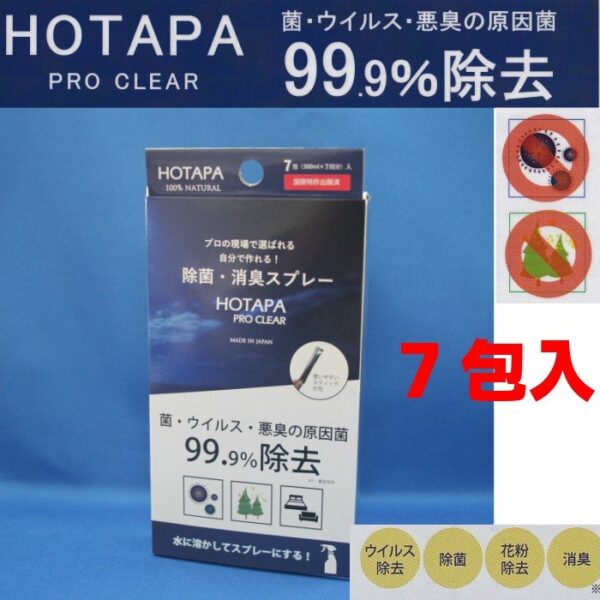 HOTAPA
PRO CLEAR
菌・ウイルス・悪臭の原因菌
99.9%除去
HOTAPA
100% NATURAL
7包(300ml×7回分)入
国際特許出願済
プロの現場で選ばれる
自分で作れる！
除菌・消臭スプレー
HOTAPA
PRO CLEAR
MADE IN JAPAN
使いやすい
スティック
分包
菌・ウイルス・悪臭の原因菌
99.9%除去
水に溶かしてスプレーにする！
7包入
ウイルス
除去
除菌
花粉
除去
消臭
※